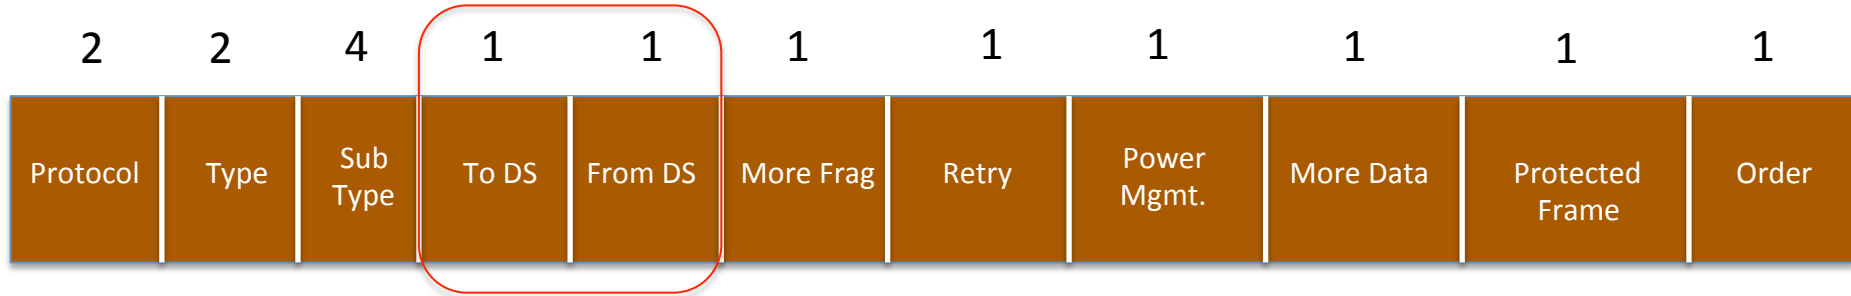 2 2 4 1 1 1 1 1 1 1 1
Protocol
Type
Sub
Type
To DS
From DS
More Frag
Retry
Power
Mgmt.
More Data
Protected
Frame
Order